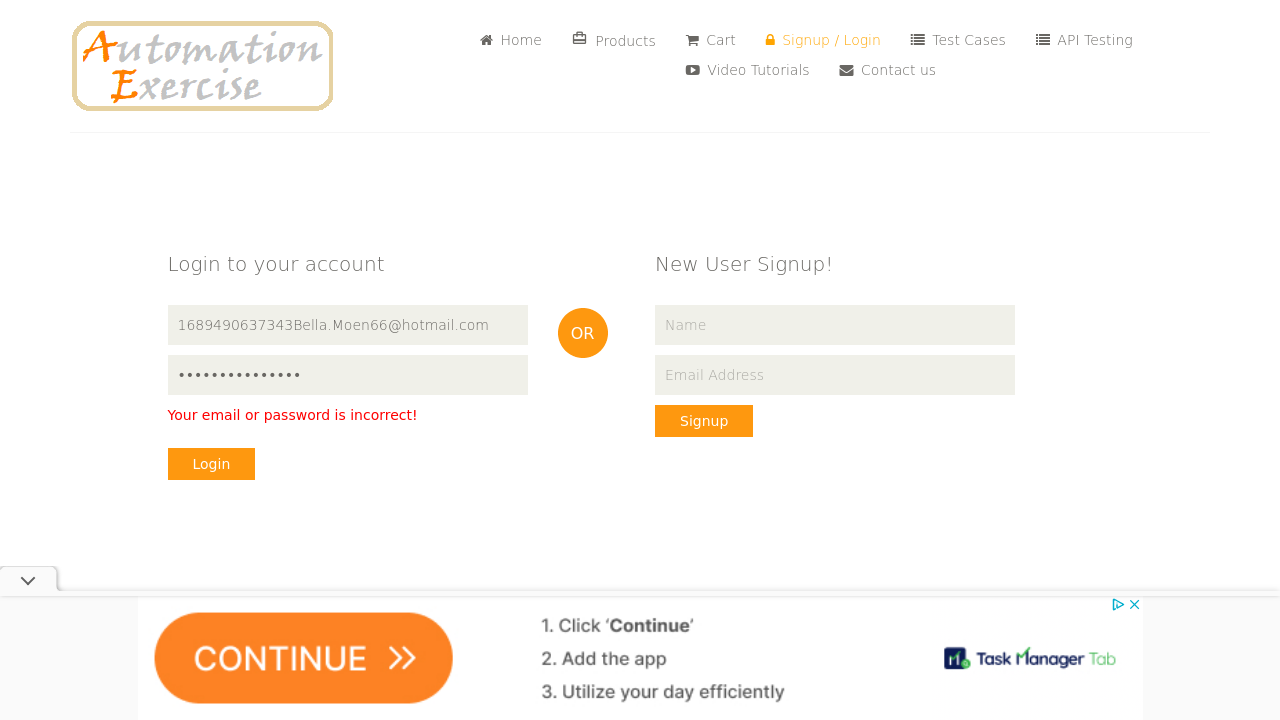 Automation
Exercise
Home
Products
Cart
Signup / Login
Test Cases
API Testing
Video Tutorials
Contact us
Login to your account
1689490637343Bella.Moen66@hotmail.com
•••••••••••••••
Your email or password is incorrect!
Login
OR
New User Signup!
Name
Email Address
Signup
CONTINUE >>
1. Click ‘Continue’
2. Add the app
3. Utilize your day efficiently
Task Manager Tab